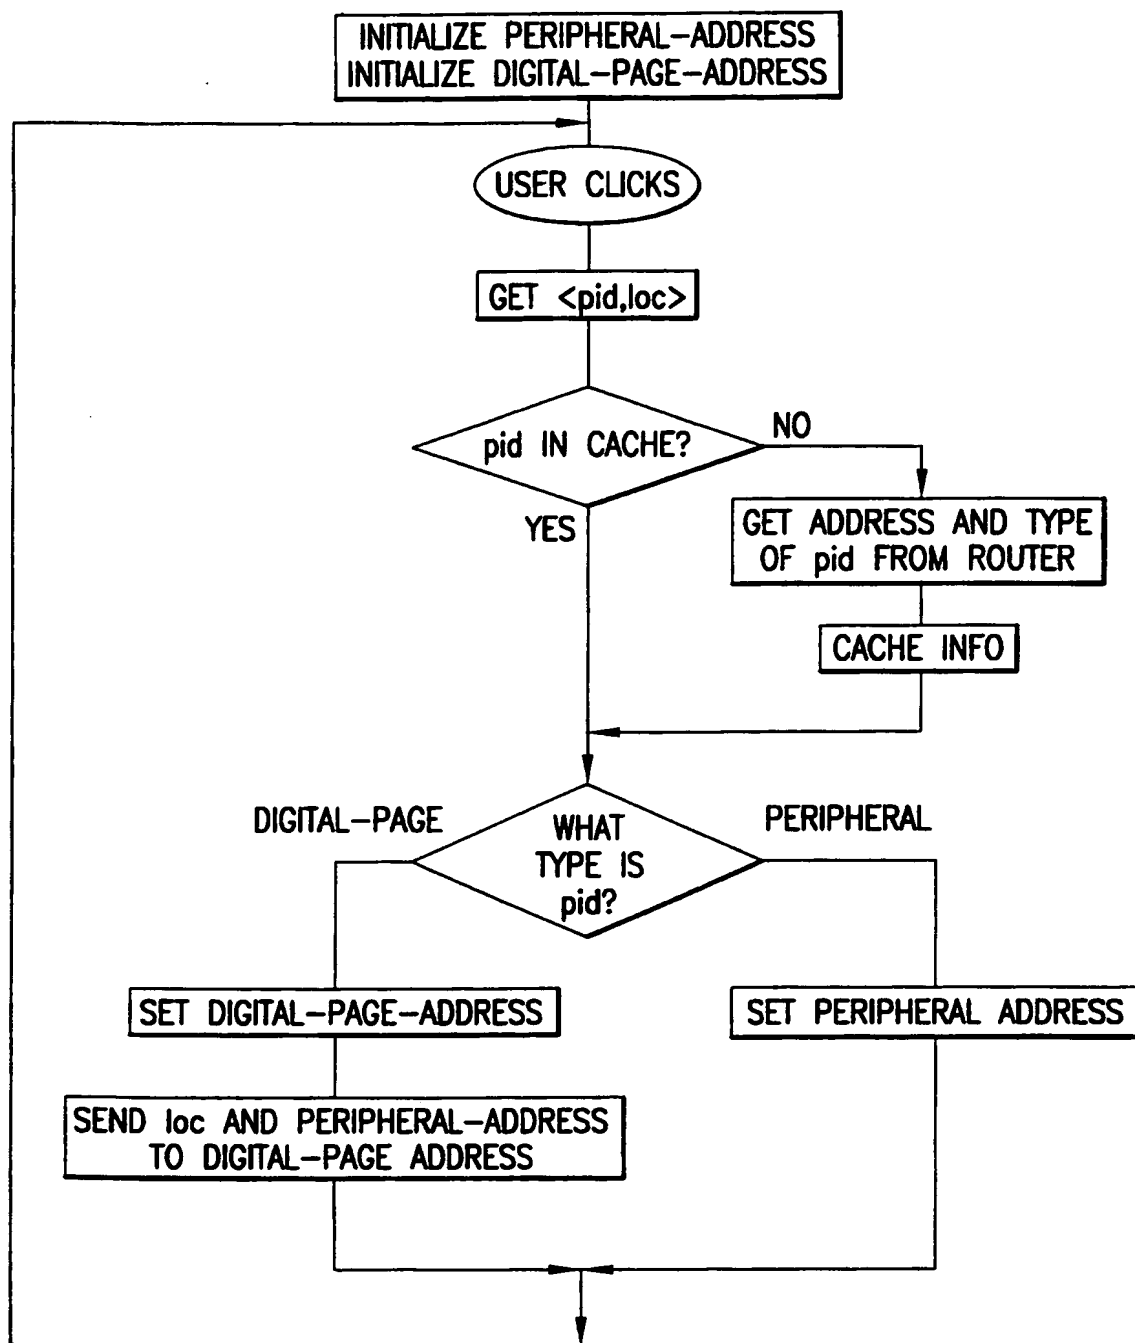 INITIALIZE PERIPHERAL-ADDRESS
INITIALIZE DIGITAL-PAGE-ADDRESS
USER CLICKS
GET <pid,loc>
pid IN CACHE?
NO
YES
GET ADDRESS AND TYPE
OF pid FROM ROUTER
CACHE INFO
DIGITAL-PAGE
WHAT
TYPE IS
pid?
PERIPHERAL
SET DIGITAL-PAGE-ADDRESS
SET PERIPHERAL ADDRESS
SEND loc AND PERIPHERAL-ADDRESS
TO DIGITAL-PAGE ADDRESS